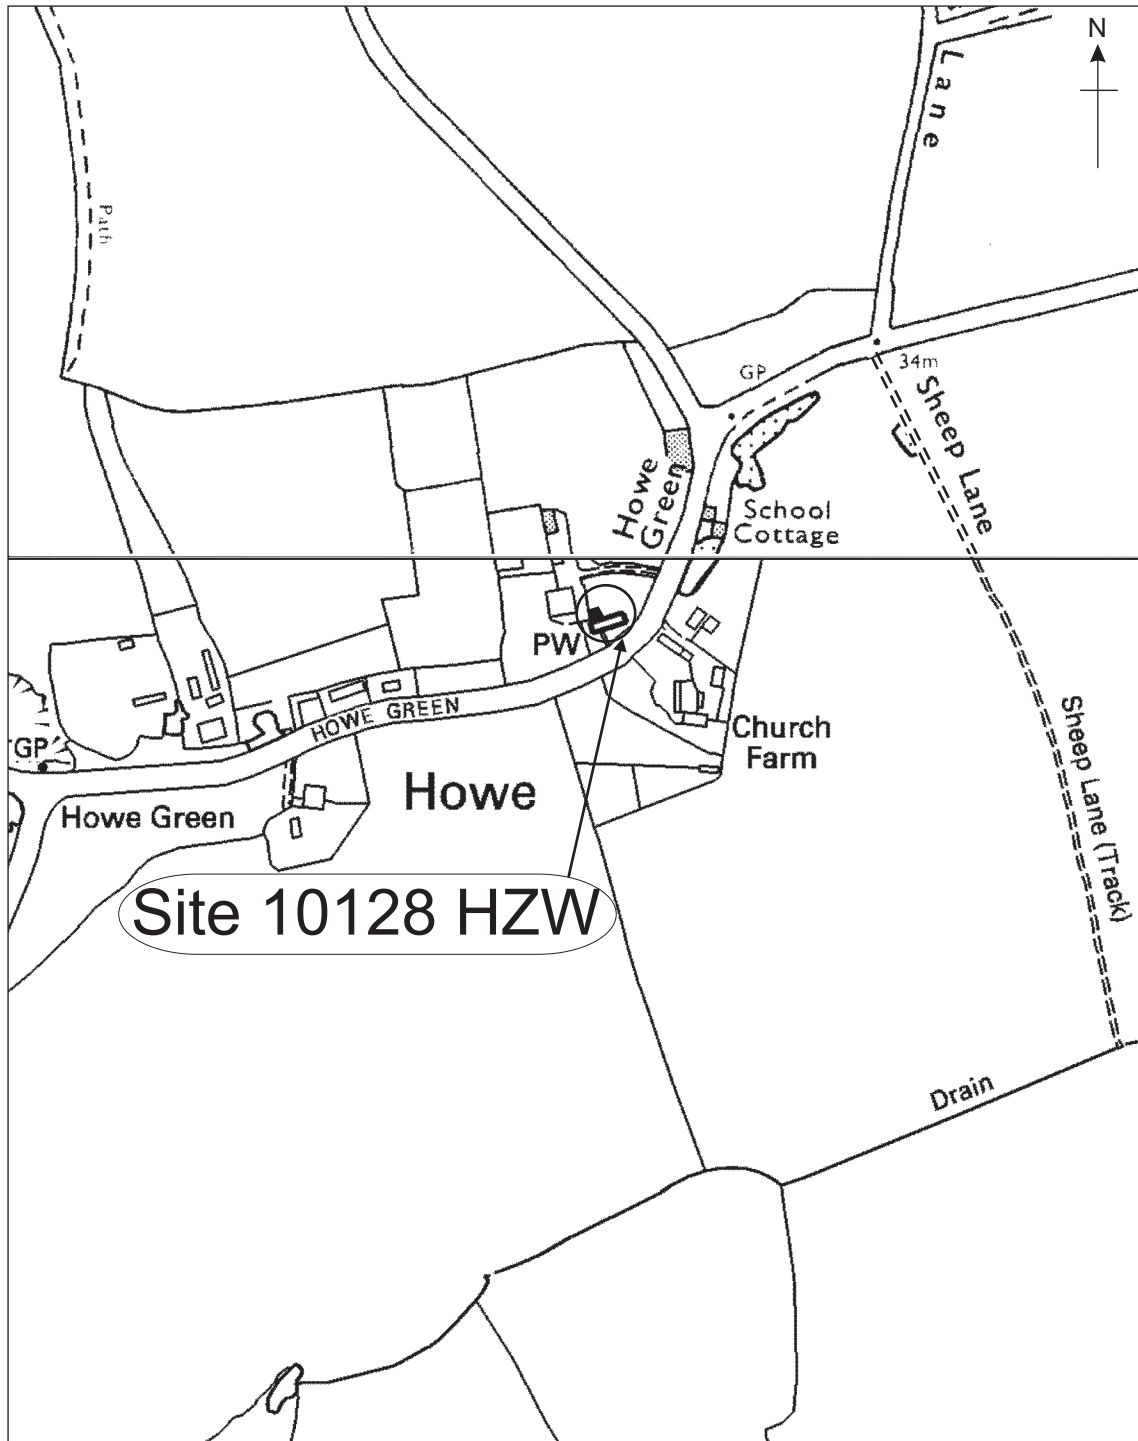 N
Lane
Path
34m
GP
Sheep Lane
Howe
Green
School
Cottage
PW
HOWE GREEN
Church
Farm
GP
Howe
Howe Green
Sheep Lane (Track)
Site 10128 HZW
Drain